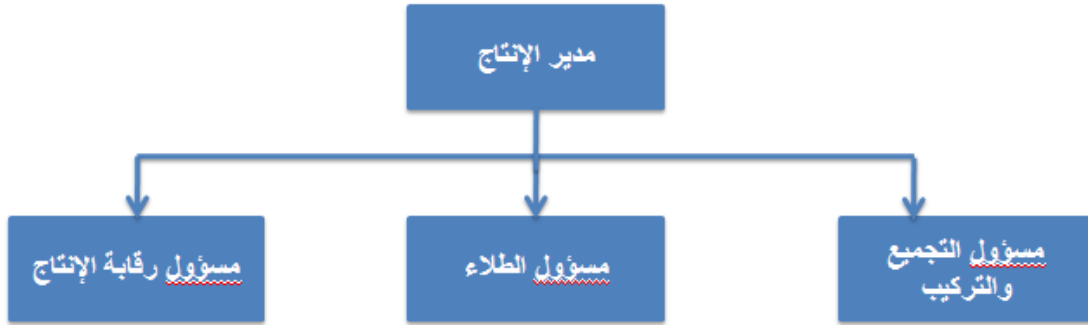 مدير الإنتاج
مسؤول التجميع
والتركيب
مسؤول الطلاء
مسؤول رقابة الإنتاج